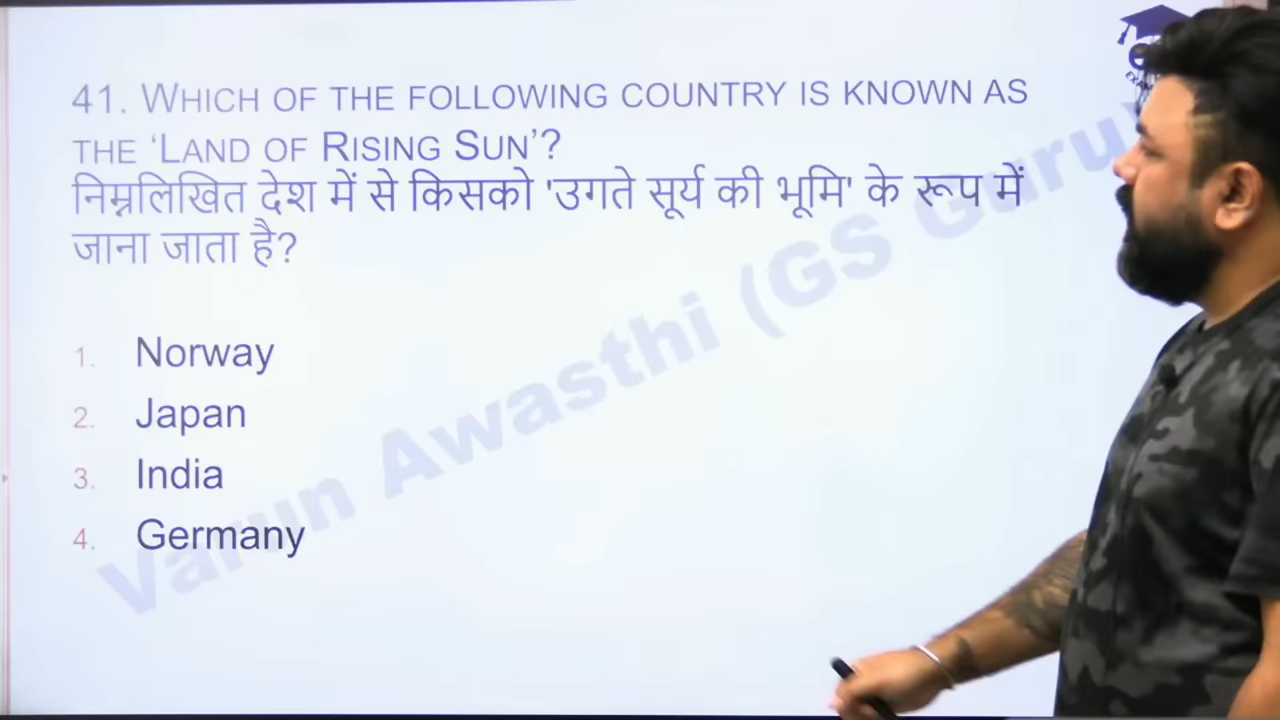 41. WHICH OF THE FOLLOWING COUNTRY IS KNOWN AS
THE ‘LAND OF RISING SUN’?
निम्नलिखित देश में से किसको 'उगते सूर्य की भूमि' के रूप में
जाना जाता है?
1. Norway
2. Japan
3. India
4. Germany
Varun Awasthi (GS Guru)